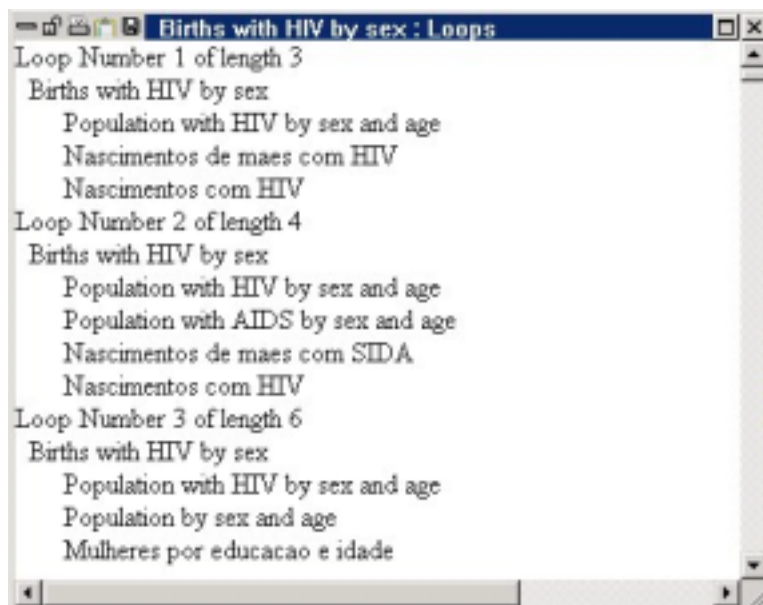 Births with HIV by sex : Loops
Loop Number 1 of length 3
Births with HIV by sex
Population with HIV by sex and age
Nascimentos de maes com HIV
Nascimentos com HIV
Loop Number 2 of length 4
Births with HIV by sex
Population with HIV by sex and age
Population with AIDS by sex and age
Nascimentos de maes com SIDA
Nascimentos com HIV
Loop Number 3 of length 6
Births with HIV by sex
Population with HIV by sex and age
Population by sex and age
Mulheres por educacao e idade